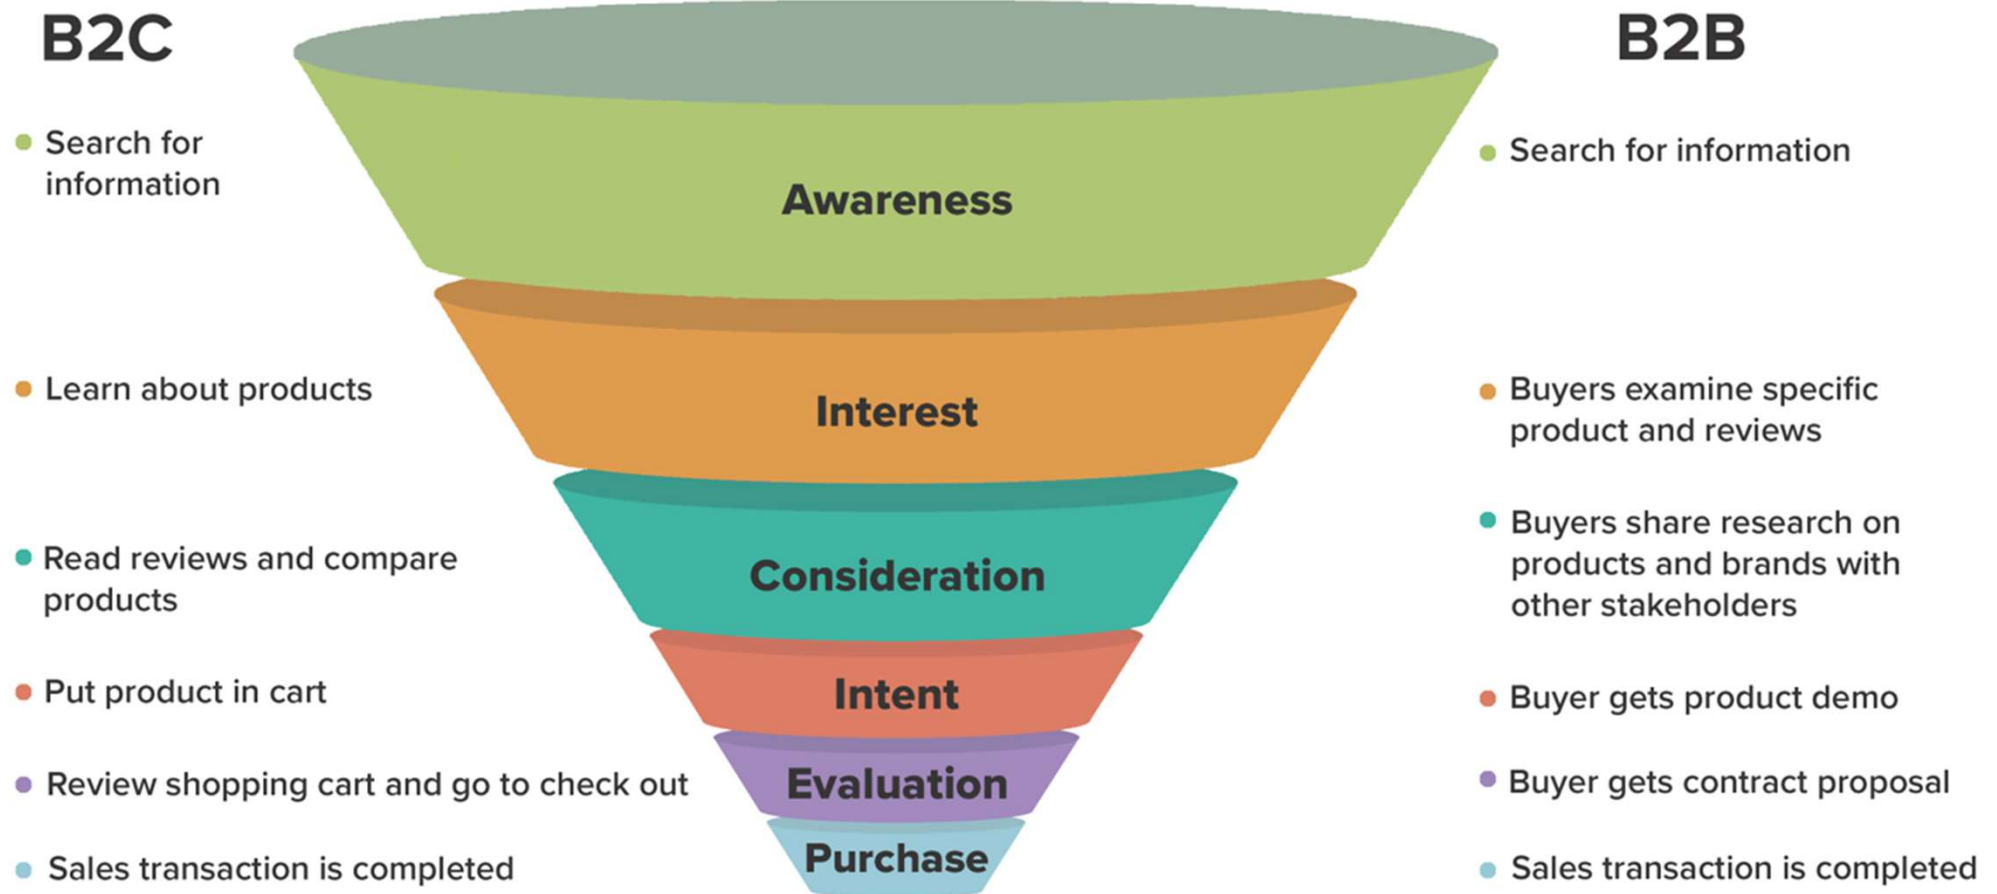 B2C
Search for
information
Learn about products
Read reviews and compare
products
Put product in cart
Review shopping cart and go to check out
Sales transaction is completed
Awareness
Interest
Consideration
Intent
Evaluation
Purchase
B2B
Search for information
Buyers examine specific
product and reviews
Buyers share research on
products and brands with
other stakeholders
Buyer gets product demo
Buyer gets contract proposal
Sales transaction is completed